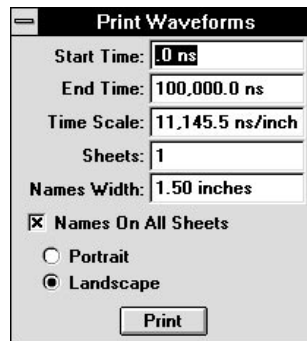 Print Waveforms
Start Time: .0 ns
End Time: 100,000.0 ns
Time Scale: 11,145.5 ns/inch
Sheets: 1
Names Width: 1.50 inches
Names On All Sheets
Portrait
Landscape
Print